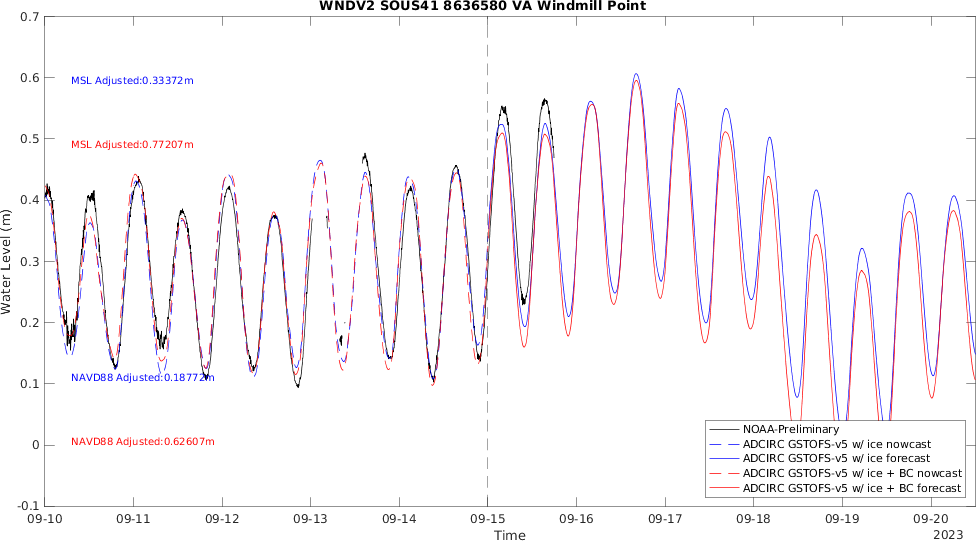 WNDV2 SOUS41 8636580 VA Windmill Point
0.7
0.6
0.5
0.4
0.3
0.2
0.1
0
-0.1
Water Level (m)
MSL Adjusted:0.33372m
MSL Adjusted:0.77207m
NAVD88 Adjusted:0.18772m
NAVD88 Adjusted:0.62607m
NOAA-Preliminary
ADCIRC GSTOFS-v5 w/ ice nowcast
ADCIRC GSTOFS-v5 w/ ice forecast
ADCIRC GSTOFS-v5 w/ ice + BC nowcast
ADCIRC GSTOFS-v5 w/ ice + BC forecast
09-10 09-11 09-12 09-13 09-14 09-15 09-16 09-17 09-18 09-19 09-20
Time
2023